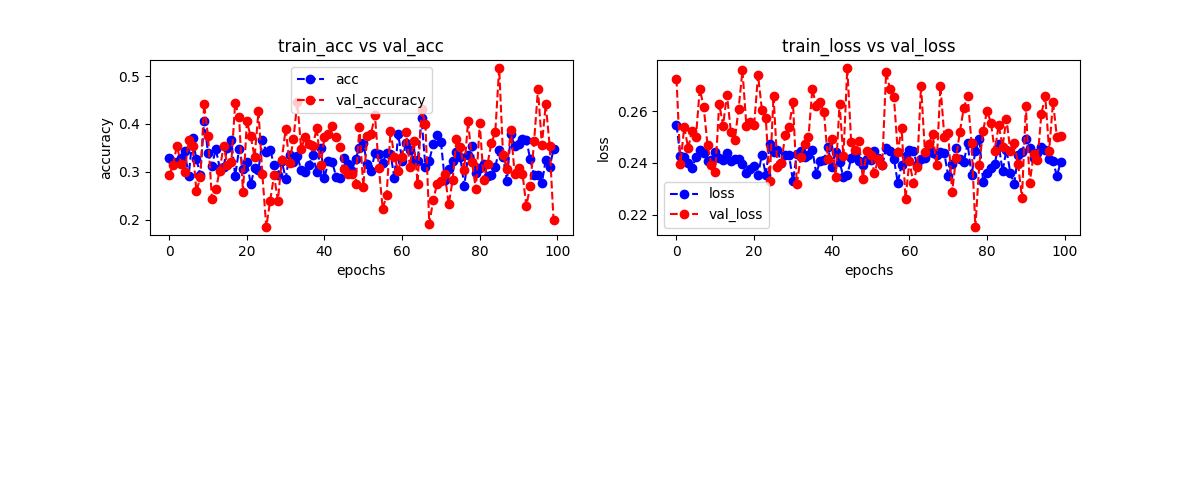 train_acc vs val_acc
accuracy
0.5
0.4
0.3
0.2
acc
val_accuracy
0 20 40 60 80 100
epochs
train_loss vs val_loss
loss
0.26
0.24
0.22
loss
val_loss
0 20 40 60 80 100
epochs